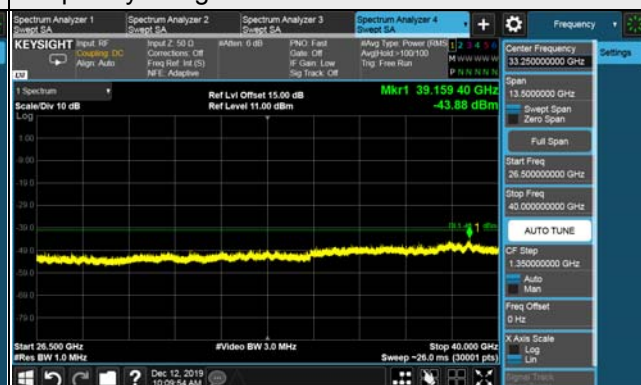 Spectrum Analyzer 1
Swept SA
Spectrum Analyzer 2
Swept SA
Spectrum Analyzer 3
Swept SA
Spectrum Analyzer 4
Swept SA
Frequency
KEYSIGHT
Input: RF
Coupling: DC
Align: Auto
Input Z: 50 Ω
Corrections: Off
Freq Ref: Int (S)
NFE: Adaptive
#Atten: 6 dB
PNO: Fast
Gate: Off
IF Gain: Low
Sig Track: Off
#Avg Type: Power (RMS)
Avg|Hold:>100/100
Trig: Free Run
1 2 3 4 5 6
M W W W W W
P N N N N N
LXI
1 Spectrum
Scale/Div 10 dB
Log
Ref Lvl Offset 15.00 dB
Ref Level 11.00 dBm
Mkr1 39.159 40 GHz
-43.88 dBm
1.00
-9.00
-19.0
-29.0
-39.0
-49.0
-59.0
-69.0
-79.0
1
Start 26.500 GHz
#Res BW 1.0 MHz
#Video BW 3.0 MHz
Stop 40.000 GHz
Sweep ~26.0 ms (30001 pts)
Dec 12, 2019
10:09:54 AM
Center Frequency
33.250000000 GHz
Settings
Span
13.5000000 GHz
Swept Span
Zero Span
Full Span
Start Freq
26.500000000 GHz
Stop Freq
40.000000000 GHz
AUTO TUNE
CF Step
1.350000000 GHz
Auto
Man
Freq Offset
0 Hz
X Axis Scale
Log
Lin
Signal Track